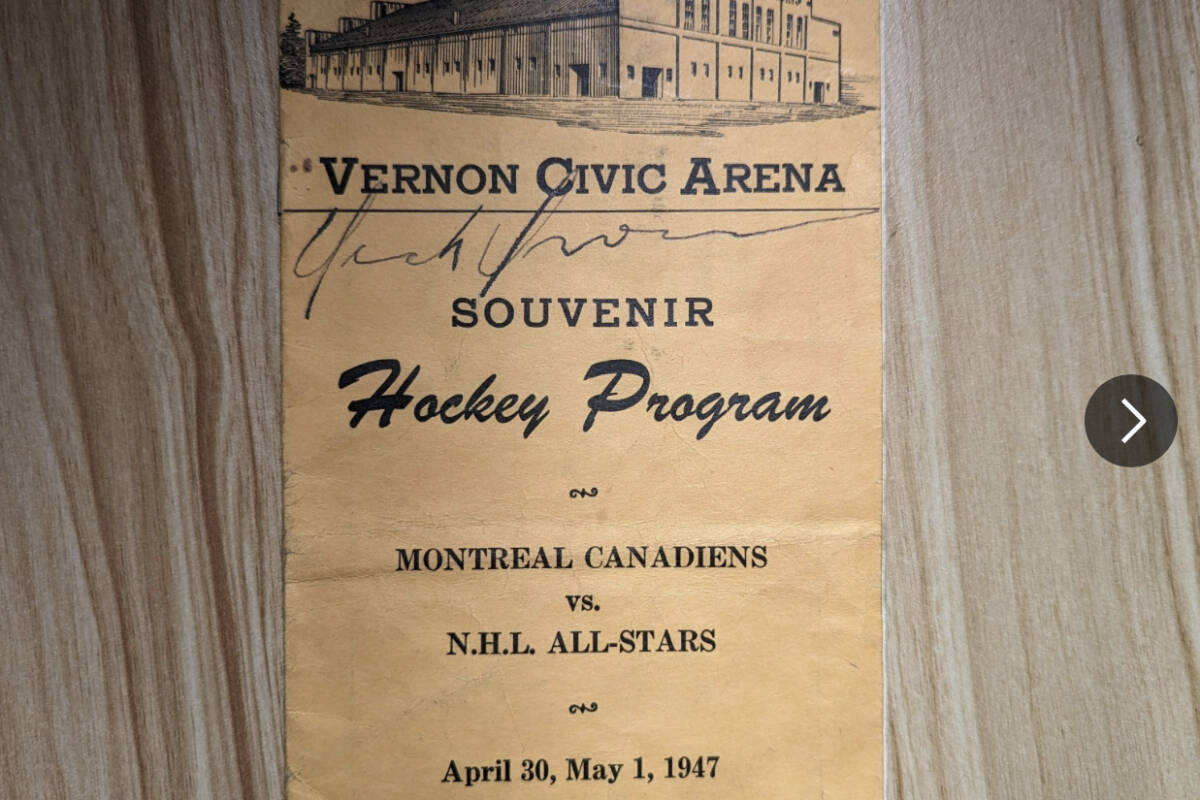 VERNON CIVIC ARENA
SOUVENIR
Hockey Program
MONTREAL CANADIENS
vs.
N.H.L. ALL-STARS
April 30, May 1, 1947